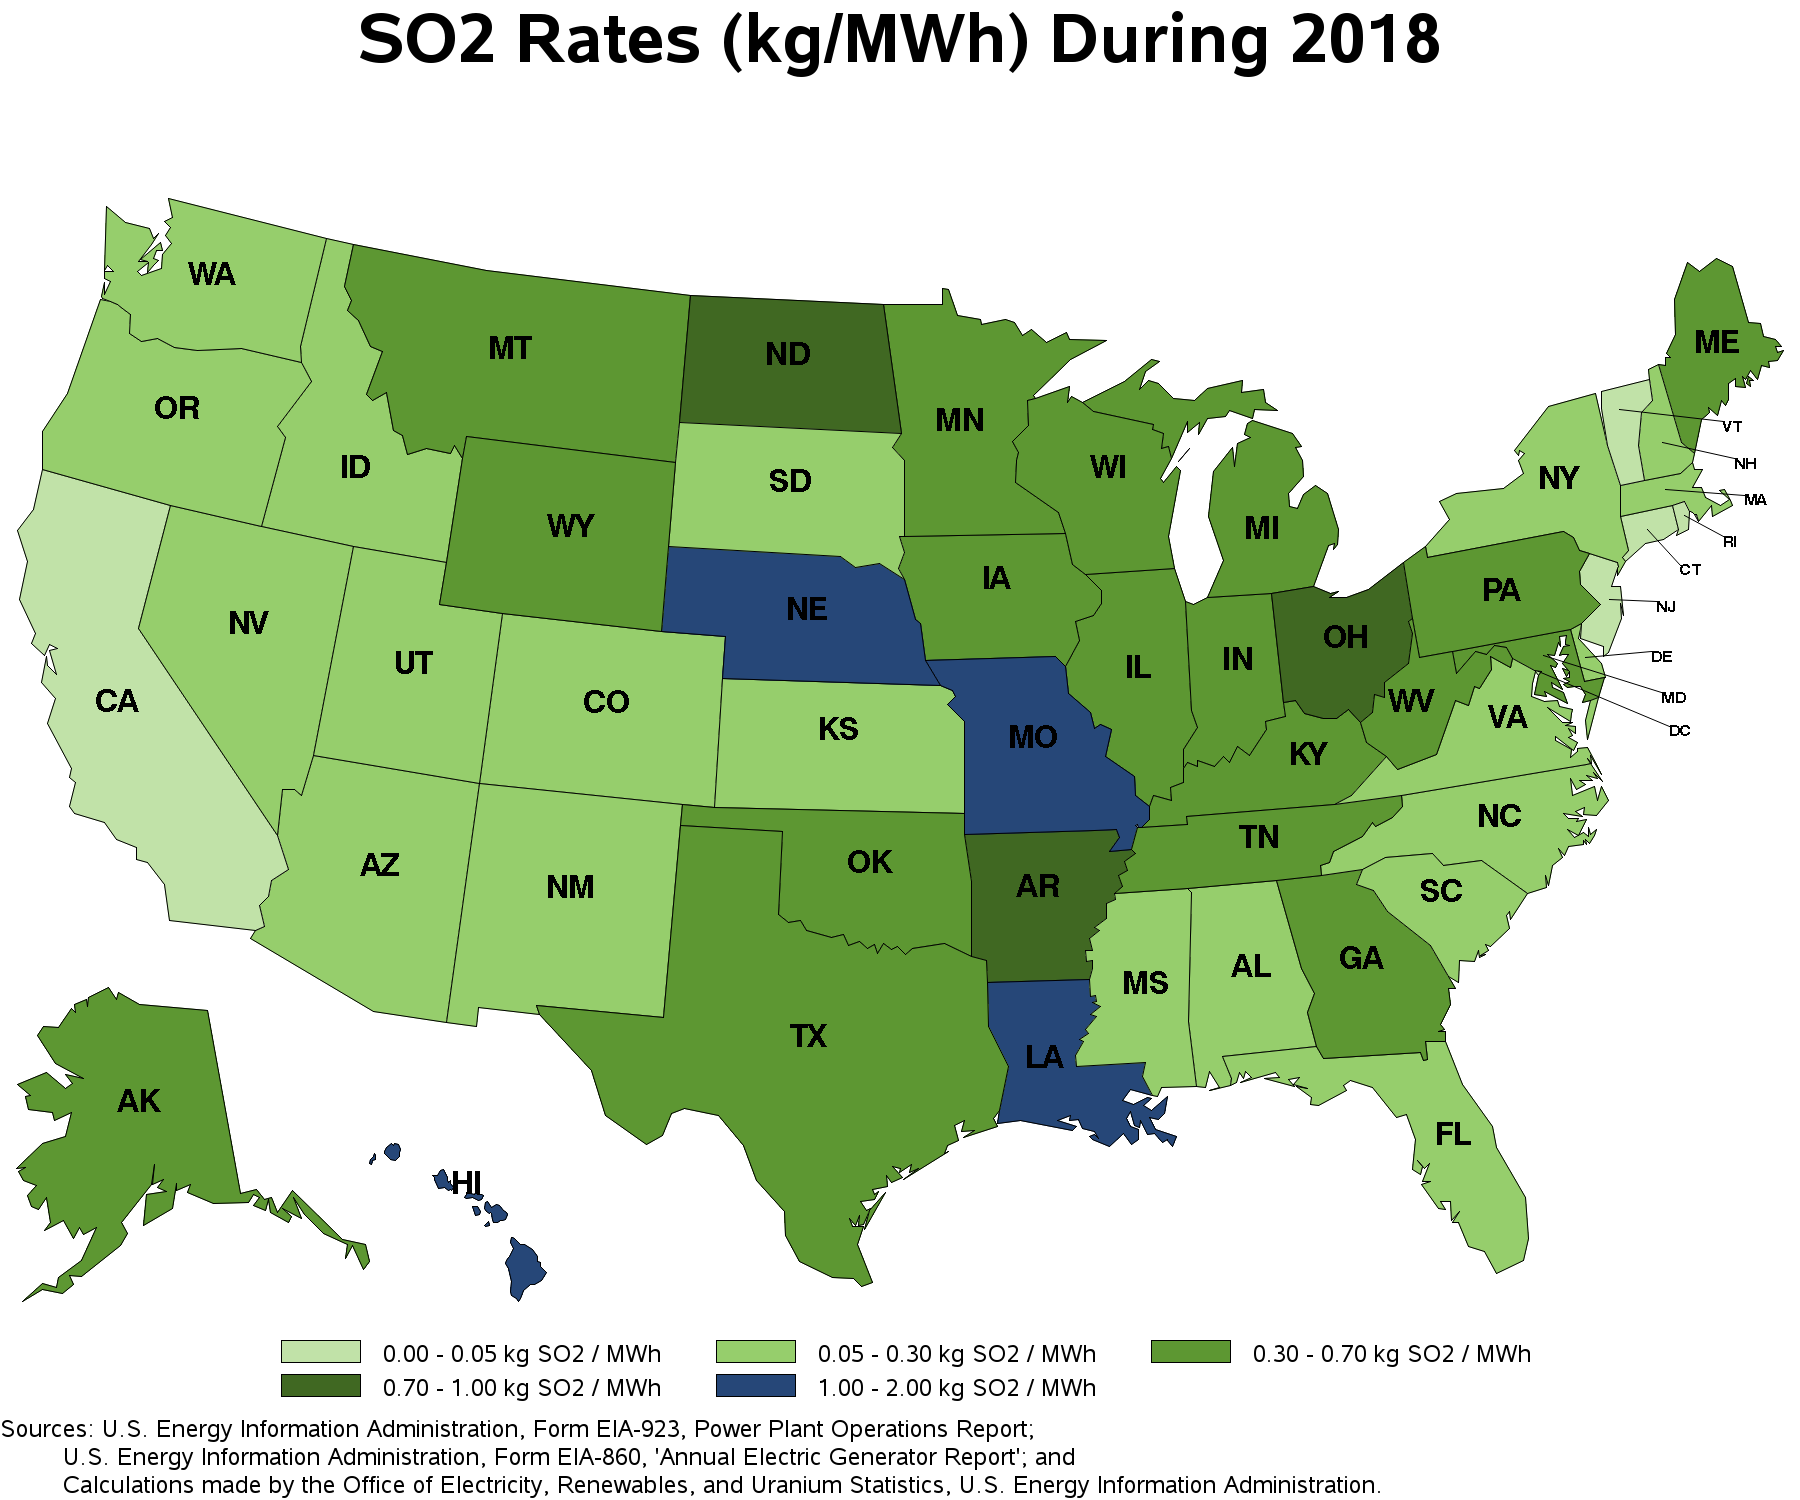 SO2 Rates (kg/MWh) During 2018
WA
MT
ND
ME
OR
MN
VT
ID
SD
WI
NY
NH
MA
WY
MI
RI
IA
CT
NE
PA
NJ
NV
OH
UT
IL
IN
DE
CA
CO
WV
MD
KS
MO
VA
DC
KY
NC
TN
AZ
OK
NM
AR
SC
MS
AL
GA
TX
LA
AK
FL
HI
0.00 - 0.05 kg SO2 / MWh
0.05 - 0.30 kg SO2 / MWh
0.30 - 0.70 kg SO2 / MWh
0.70 - 1.00 kg SO2 / MWh
1.00 - 2.00 kg SO2 / MWh
Sources: U.S. Energy Information Administration, Form EIA-923, Power Plant Operations Report;
U.S. Energy Information Administration, Form EIA-860, 'Annual Electric Generator Report'; and
Calculations made by the Office of Electricity, Renewables, and Uranium Statistics, U.S. Energy Information Administration.